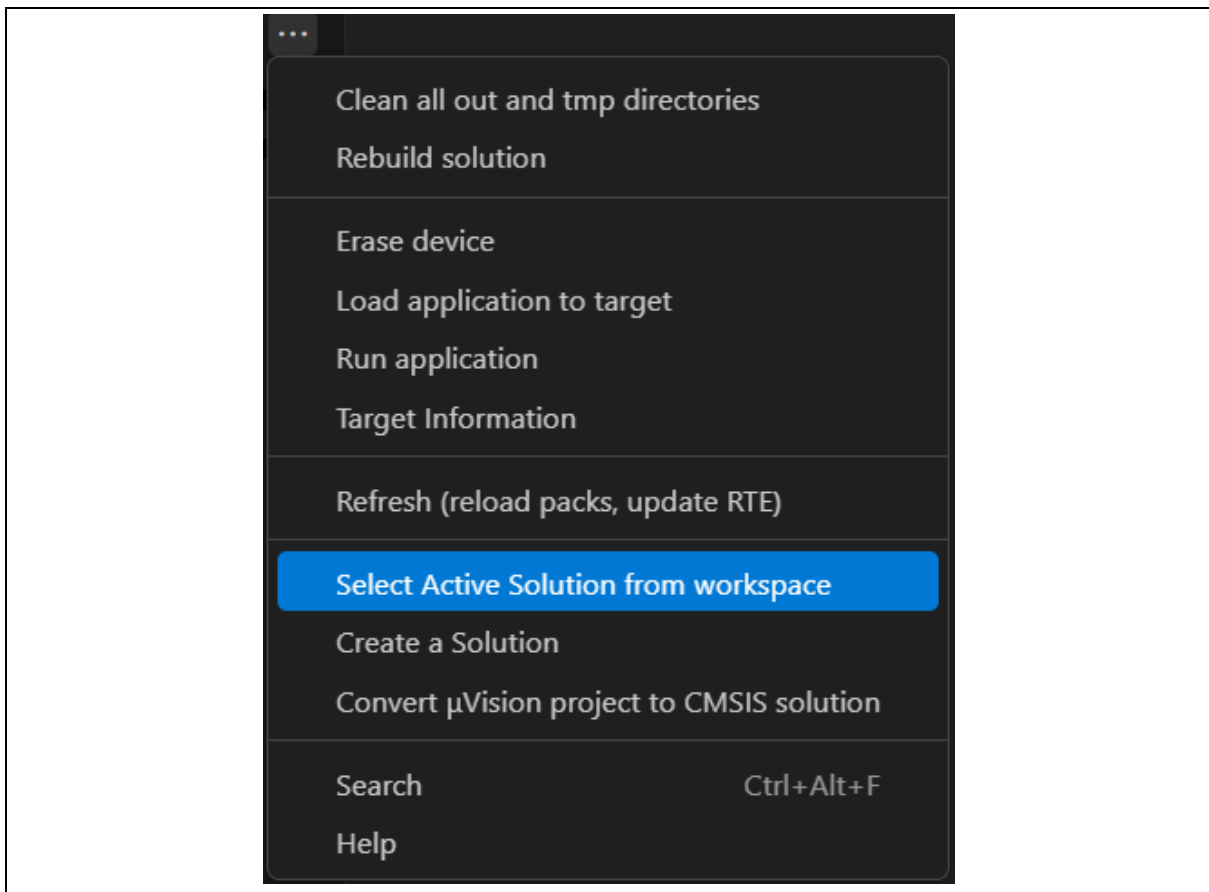 ...
Clean all out and tmp directories
Rebuild solution
Erase device
Load application to target
Run application
Target Information
Refresh (reload packs, update RTE)
Select Active Solution from workspace
Create a Solution
Convert µVision project to CMSIS solution
Search Ctrl+Alt+F
Help